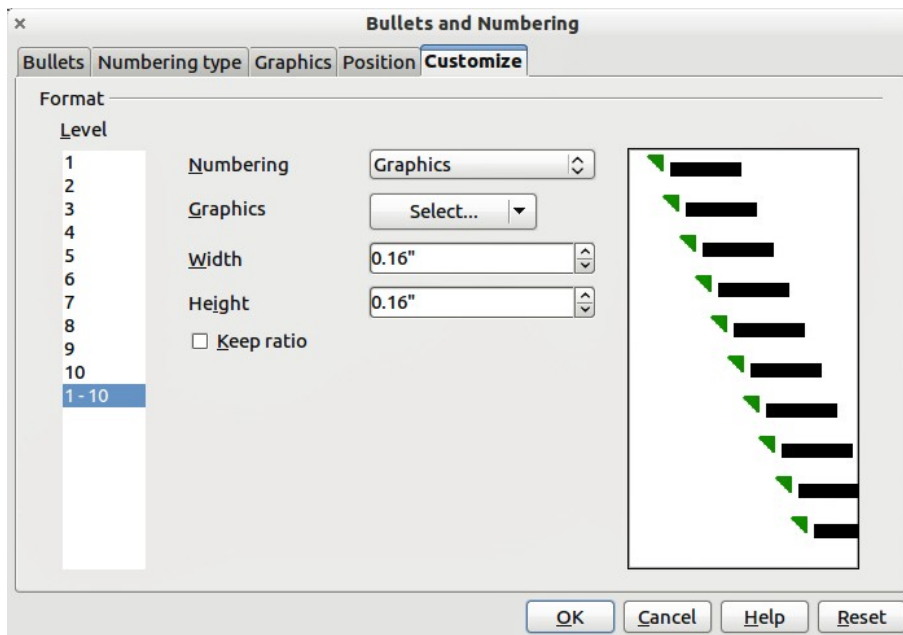 Bullets and Numbering
Bullets Numbering type Graphics Position Customize
Format
Level
1
2
3
4
5
6
7
8
9
10
1 - 10
Numbering Graphics
Graphics Select...
Width 0.16"
Height 0.16"
Keep ratio
OK Cancel Help Reset